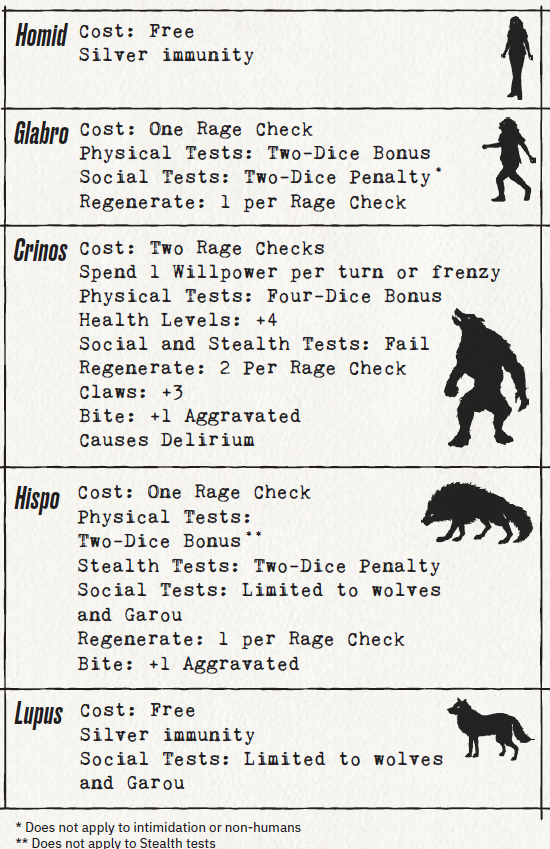 Homid Cost: Free
Silver immunity
Glabro Cost: One Rage Check
Physical Tests: Two-Dice Bonus
Social Tests: Two-Dice Penalty*
Regenerate: 1 per Rage Check
Crinos Cost: Two Rage Checks
Spend 1 Willpower per turn or frenzy
Physical Tests: Four-Dice Bonus
Health Levels: +4
Social and Stealth Tests: Fail
Regenerate: 2 Per Rage Check
Claws: +3
Bite: +1 Aggravated
Causes Delirium
Hispo Cost: One Rage Check
Physical Tests:
Two-Dice Bonus**
Stealth Tests: Two-Dice Penalty
Social Tests: Limited to wolves
and Garou
Regenerate: 1 per Rage Check
Bite: +1 Aggravated
Lupus Cost: Free
Silver immunity
Social Tests: Limited to wolves
and Garou
* Does not apply to intimidation or non-humans
** Does not apply to Stealth tests